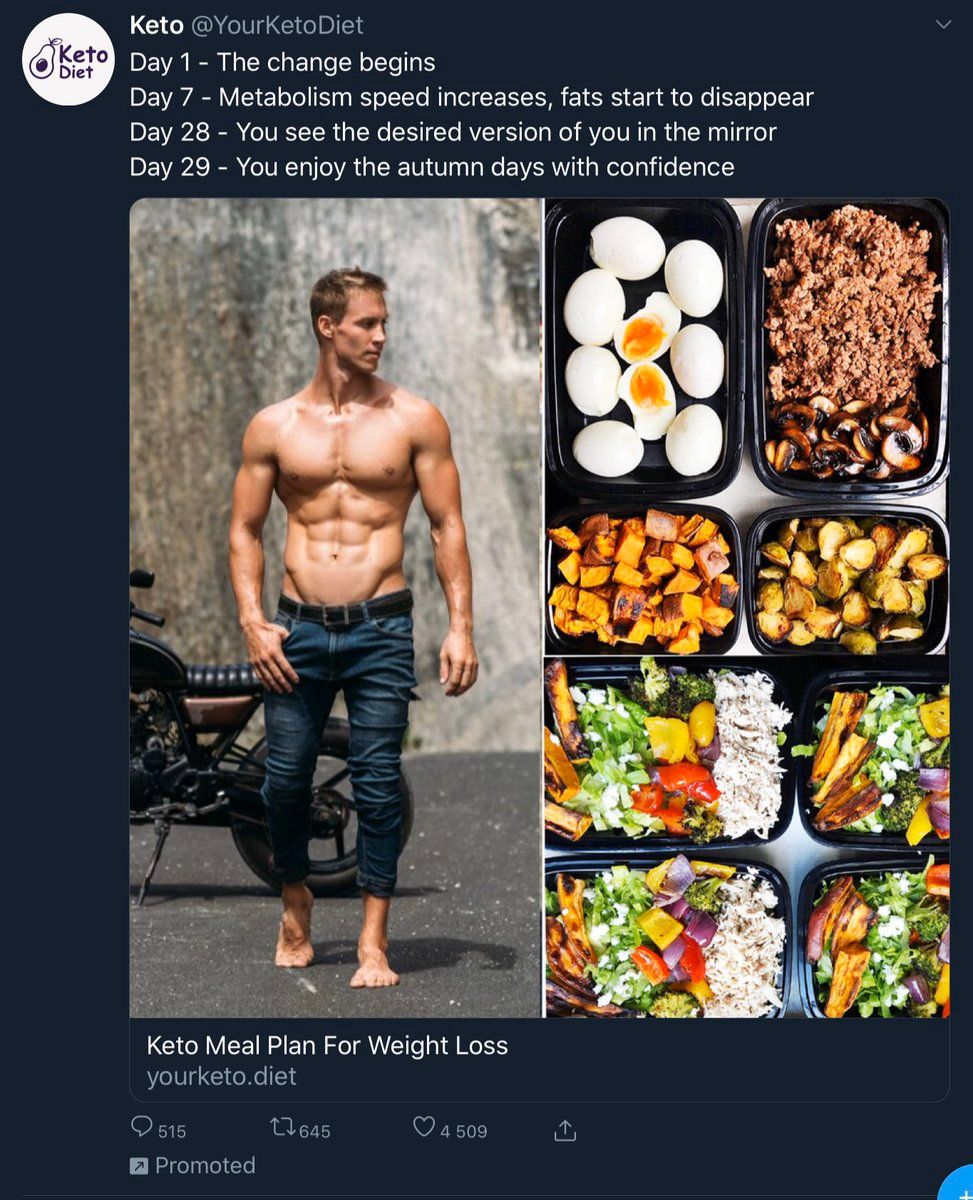 Keto Diet
Keto @YourKetoDiet
Day 1 - The change begins
Day 7 - Metabolism speed increases, fats start to disappear
Day 28 - You see the desired version of you in the mirror
Day 29 - You enjoy the autumn days with confidence
Keto Meal Plan For Weight Loss
yourketo.diet
515 645 4 509
Promoted